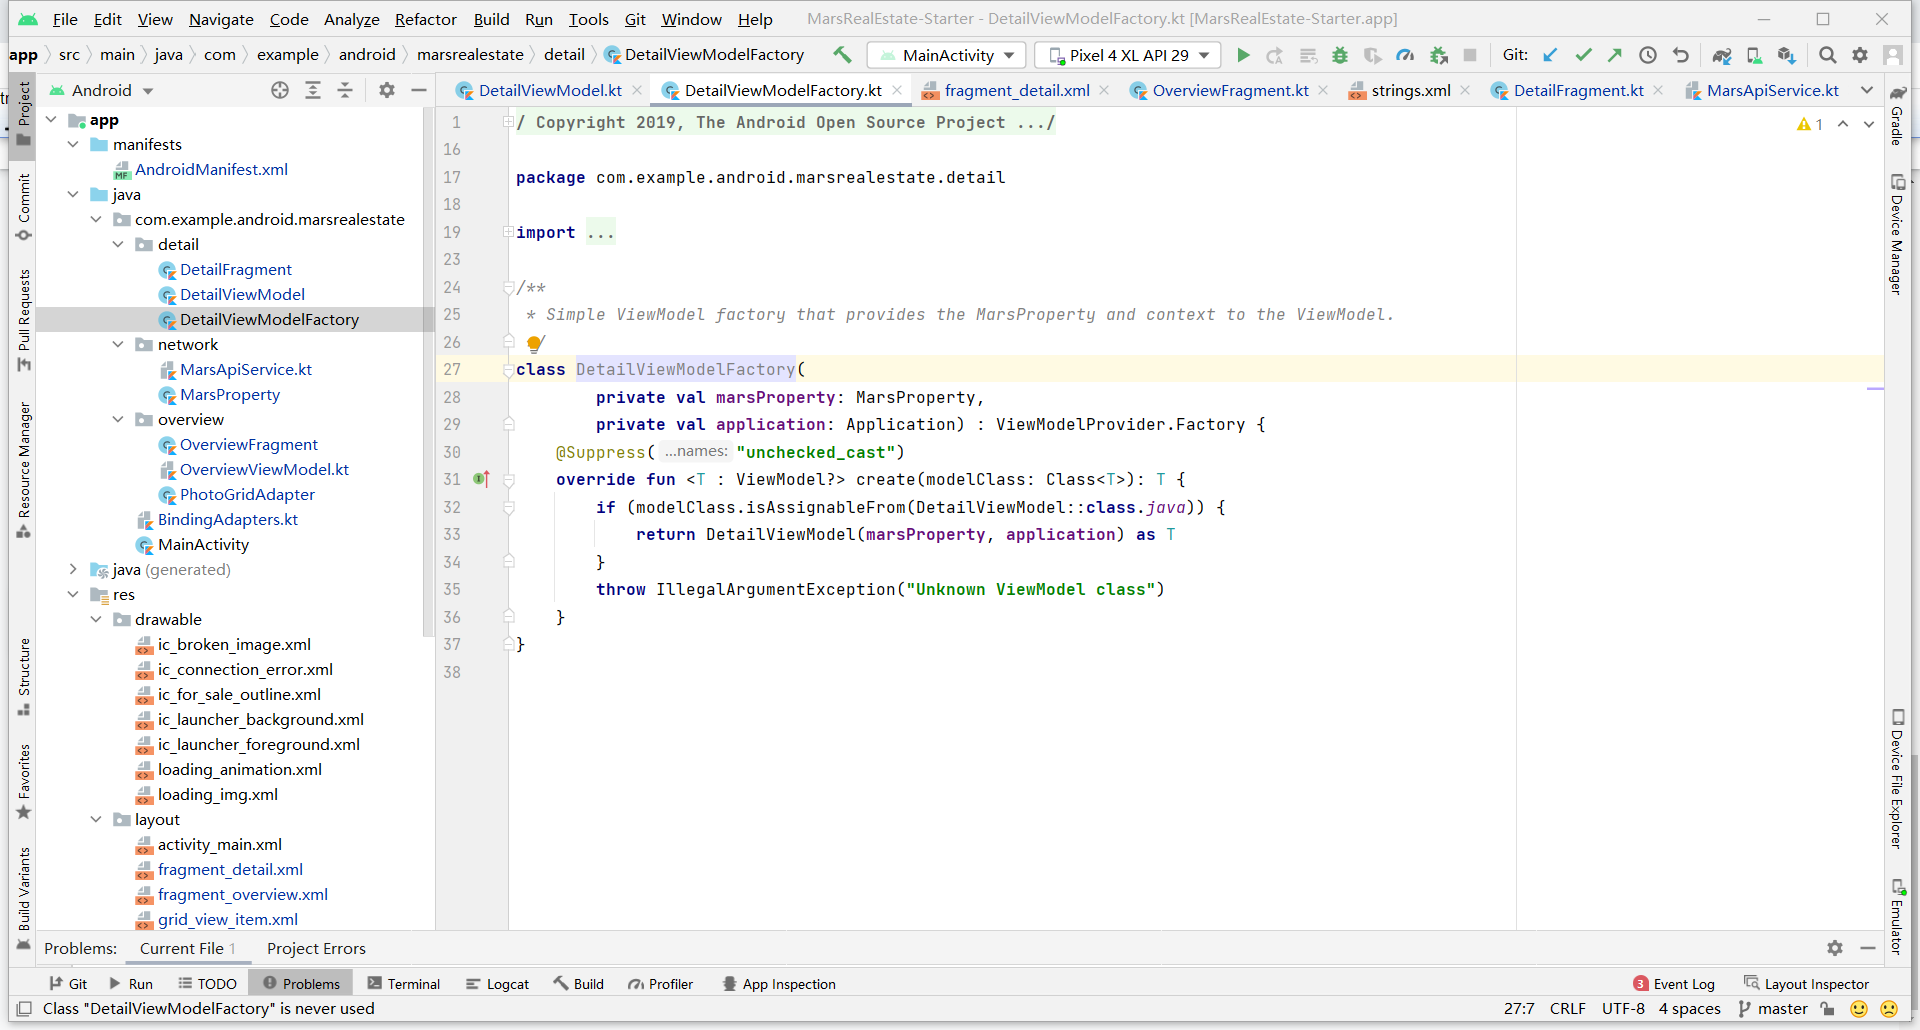 File Edit View Navigate Code Analyze Refactor Build Run Tools Git Window Help MarsRealEstate-Starter - DetailViewModelFactory.kt [MarsRealEstate-Starter.app]
app src main java com example android marsrealestate detail DetailViewModelFactory MainActivity Pixel 4 XL API 29 Git:
Android DetailViewModel.kt DetailViewModelFactory.kt fragment_detail.xml OverviewFragment.kt strings.xml DetailFragment.kt MarsApiService.kt
Project
Commit
Pull Requests
Resource Manager
Structure
Favorites
Build Variants
app
manifests
AndroidManifest.xml
java
com.example.android.marsrealestate
detail
DetailFragment
DetailViewModel
DetailViewModelFactory
network
MarsApiService.kt
MarsProperty
overview
OverviewFragment
OverviewViewModel.kt
PhotoGridAdapter
BindingAdapters.kt
MainActivity
java (generated)
res
drawable
ic_broken_image.xml
ic_connection_error.xml
ic_for_sale_outline.xml
ic_launcher_background.xml
ic_launcher_foreground.xml
loading_animation.xml
loading_img.xml
layout
activity_main.xml
fragment_detail.xml
fragment_overview.xml
grid_view_item.xml
1 / Copyright 2019, The Android Open Source Project .../ 1
16
17 package com.example.android.marsrealestate.detail
18
19 import ...
23
24 /**
25 * Simple ViewModel factory that provides the MarsProperty and context to the ViewModel.
26 /
27 class DetailViewModelFactory(
28 private val marsProperty: MarsProperty,
29 private val application: Application) : ViewModelProvider.Factory {
30 @Suppress( ...names: "unchecked_cast")
31 override fun <T : ViewModel?> create(modelClass: Class<T>): T {
32 if (modelClass.isAssignableFrom(DetailViewModel::class.java)) {
33 return DetailViewModel(marsProperty, application) as T
34 }
35 throw IllegalArgumentException("Unknown ViewModel class")
36 }
37 }
38
Gradle
Device Manager
Device File Explorer
Emulator
Problems: Current File 1 Project Errors
Git Run TODO Problems Terminal Logcat Build Profiler App Inspection 3 Event Log Layout Inspector
Class "DetailViewModelFactory" is never used 27:7 CRLF UTF-8 4 spaces master